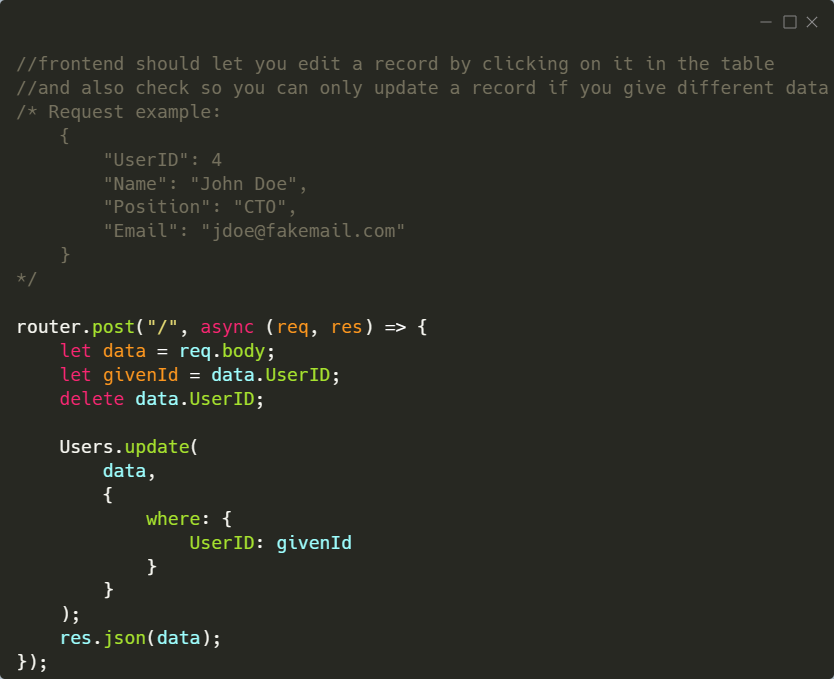 //frontend should let you edit a record by clicking on it in the table
//and also check so you can only update a record if you give different data
/* Request example:
    {
        "UserID": 4
        "Name": "John Doe",
        "Position": "CTO",
        "Email": "jdoe@fakemail.com"
    }
*/

router.post("/", async (req, res) => {
    let data = req.body;
    let givenId = data.UserID;
    delete data.UserID;

    Users.update(
        data,
        {
            where: {
                UserID: givenId
            }
        }
    );
    res.json(data);
});